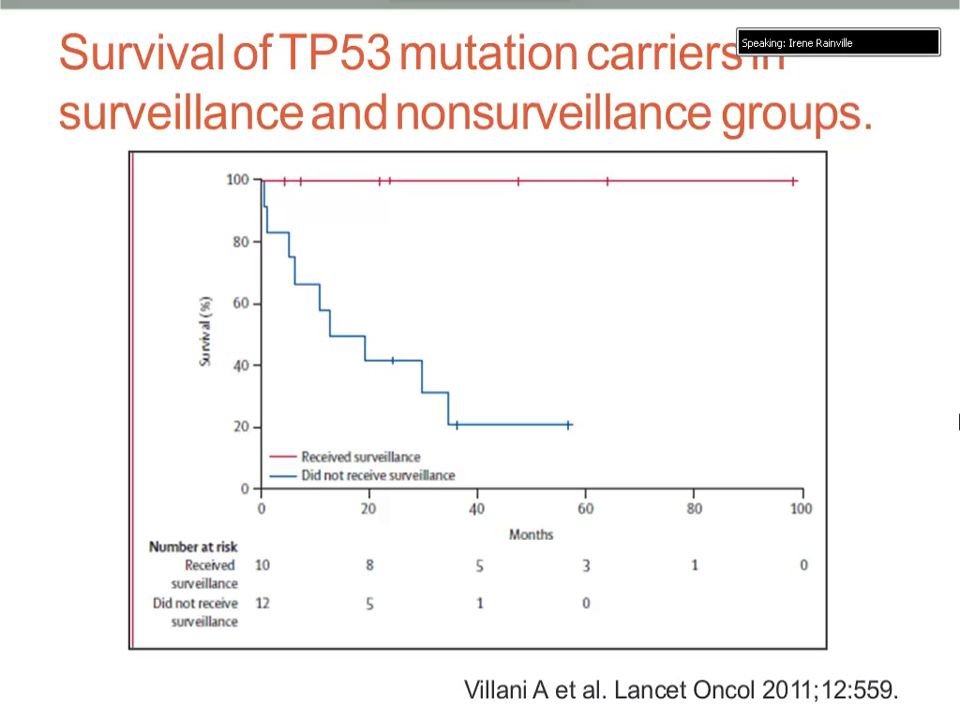 Survival of TP53 mutation carriers in
Speaking: Irene Rainville
surveillance and nonsurveillance groups.
100
80
60
40
20
0
Survival (%)
Received surveillance
Did not receive surveillance
0 20 40 60 80 100
Months
Number at risk
Received 10 8 5 3 1 0
surveillance
Did not receive 12 5 1 0
surveillance
Villani A et al. Lancet Oncol 2011;12:559.